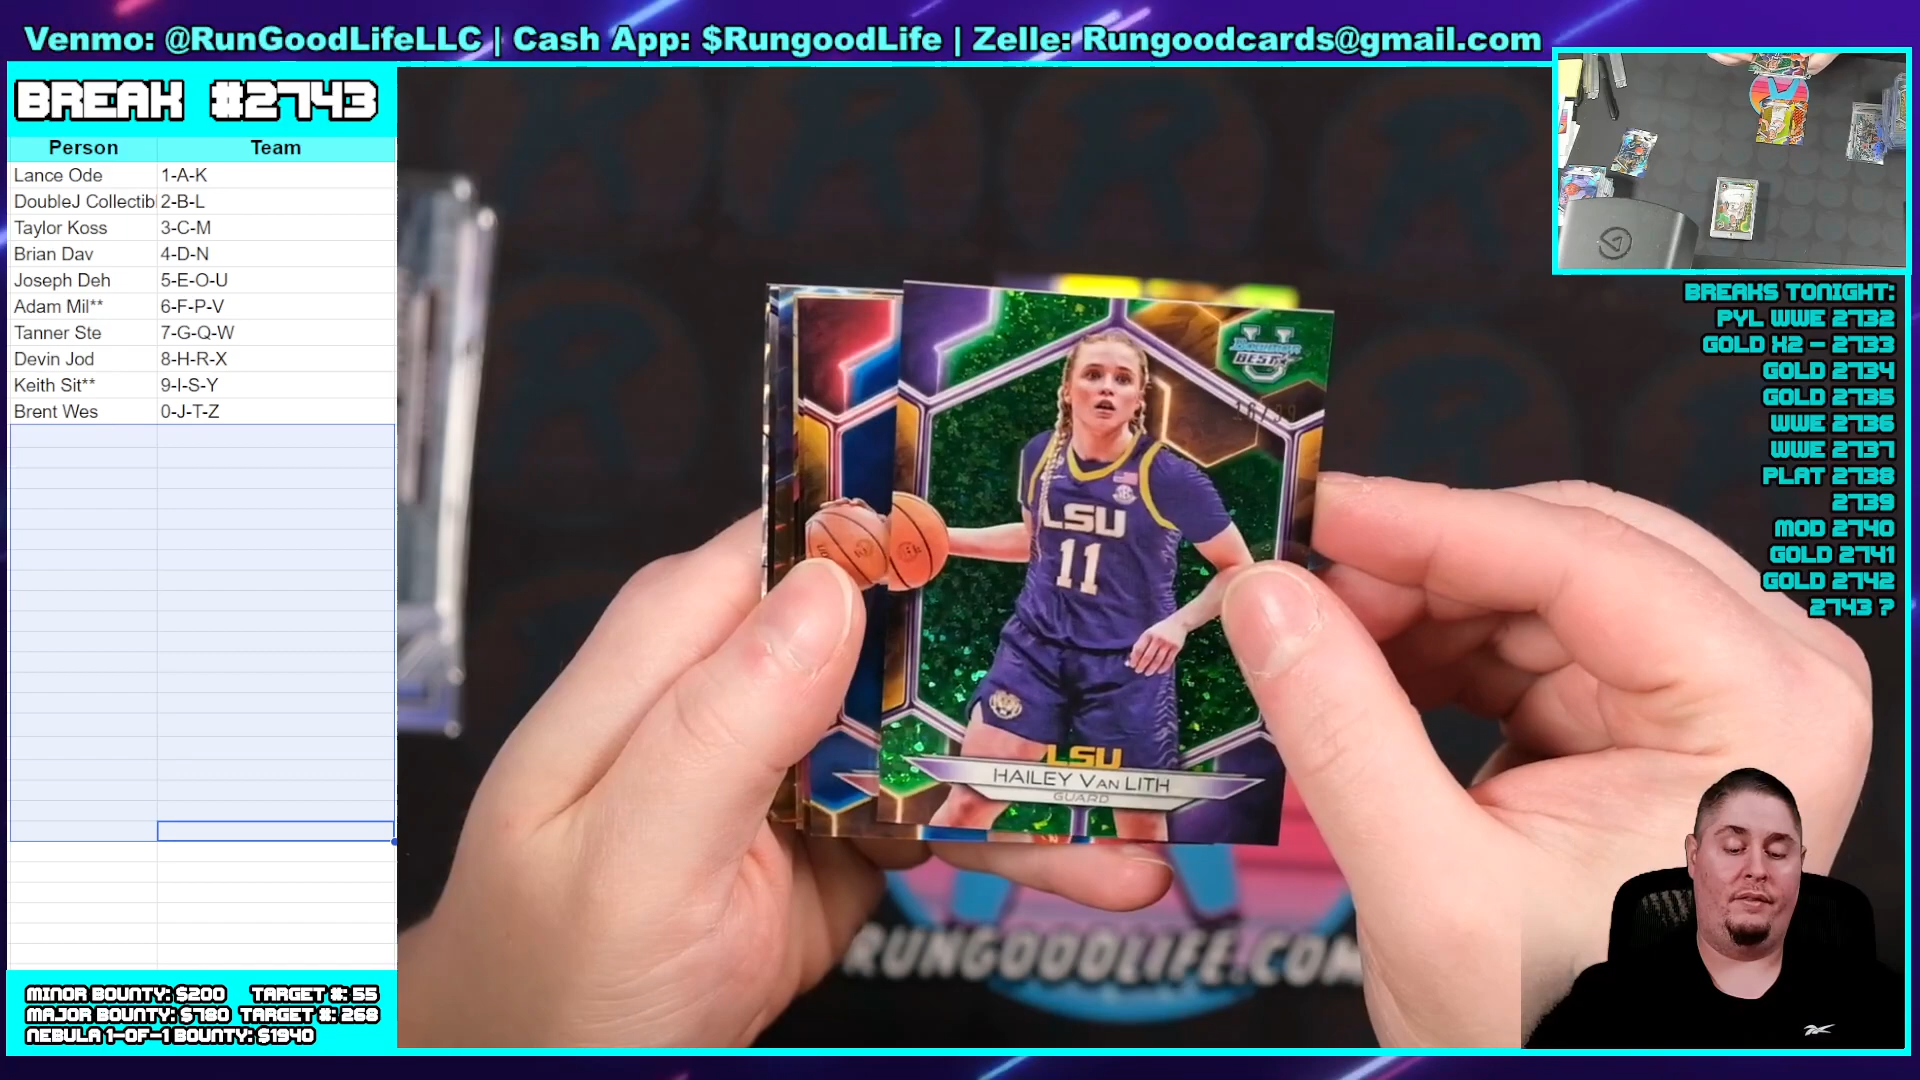 Venmo: @RunGoodLifeLLC | Cash App: $RungoodLife | Zelle: Rungoodcards@gmail.com
BREAK #2743
Person Team
Lance Ode 1-A-K
DoubleJ Collectib 2-B-L
Taylor Koss 3-C-M
Brian Dav 4-D-N
Joseph Deh 5-E-O-U
Adam Mil** 6-F-P-V
Tanner Ste 7-G-Q-W
Devin Jod 8-H-R-X
Keith Sit** 9-I-S-Y
Brent Wes 0-J-T-Z
MINOR BOUNTY: $200 TARGET #: 55
MAJOR BOUNTY: $780 TARGET #: 268
NEBULA 1-OF-1 BOUNTY: $1940
BOWMAN
BEST
LSU
11
LSU
HAILEY VAN LITH
GUARD
RUNGOODLIFE.COM
BREAKS TONIGHT:
PYL WWE 2732
GOLD X2 - 2733
GOLD 2734
GOLD 2735
WWE 2736
WWE 2737
PLAT 2738
2739
MOD 2740
GOLD 2741
GOLD 2742
2743 ?